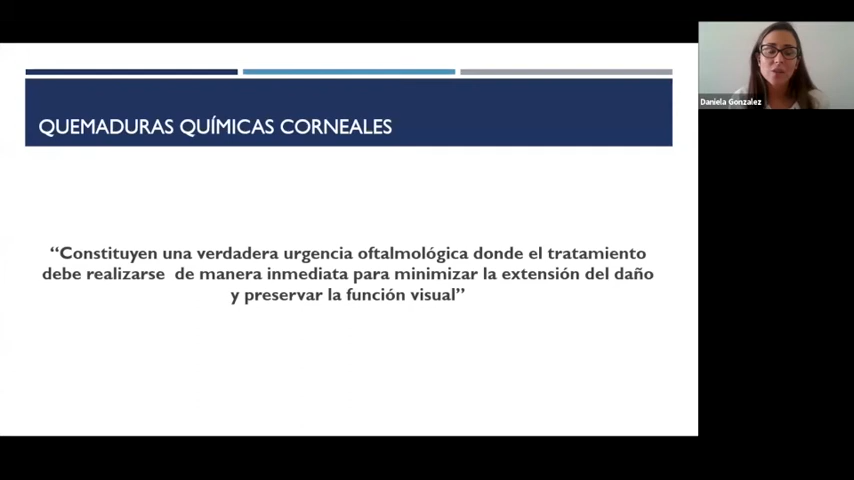 QUEMADURAS QUÍMICAS CORNEALES
“Constituyen una verdadera urgencia oftalmológica donde el tratamiento
debe realizarse de manera inmediata para minimizar la extensión del daño
y preservar la función visual”
Daniela Gonzalez